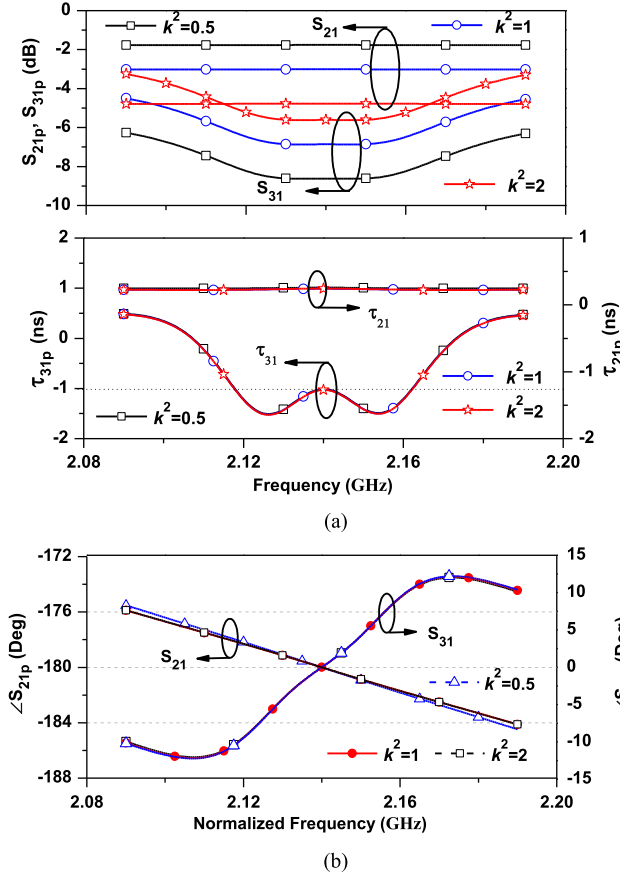 0
-2
-4
-6
-8
-10
S21p, S31p (dB)
k²=0.5
S21
k²=1
S31
k²=2
2
1
0
-1
-2
τ31p (ns)
1
0
-1
-2
τ21p (ns)
τ21
τ31
k²=1
k²=0.5
k²=2
2.08 2.12 2.16 2.20
Frequency (GHz)
(a)
-172
-176
-180
-184
-188
∠S21p (Deg)
15
10
5
0
-5
-10
-15
S21
S31
k²=0.5
k²=1
k²=2
2.08 2.12 2.16 2.20
Normalized Frequency (GHz)
(b)